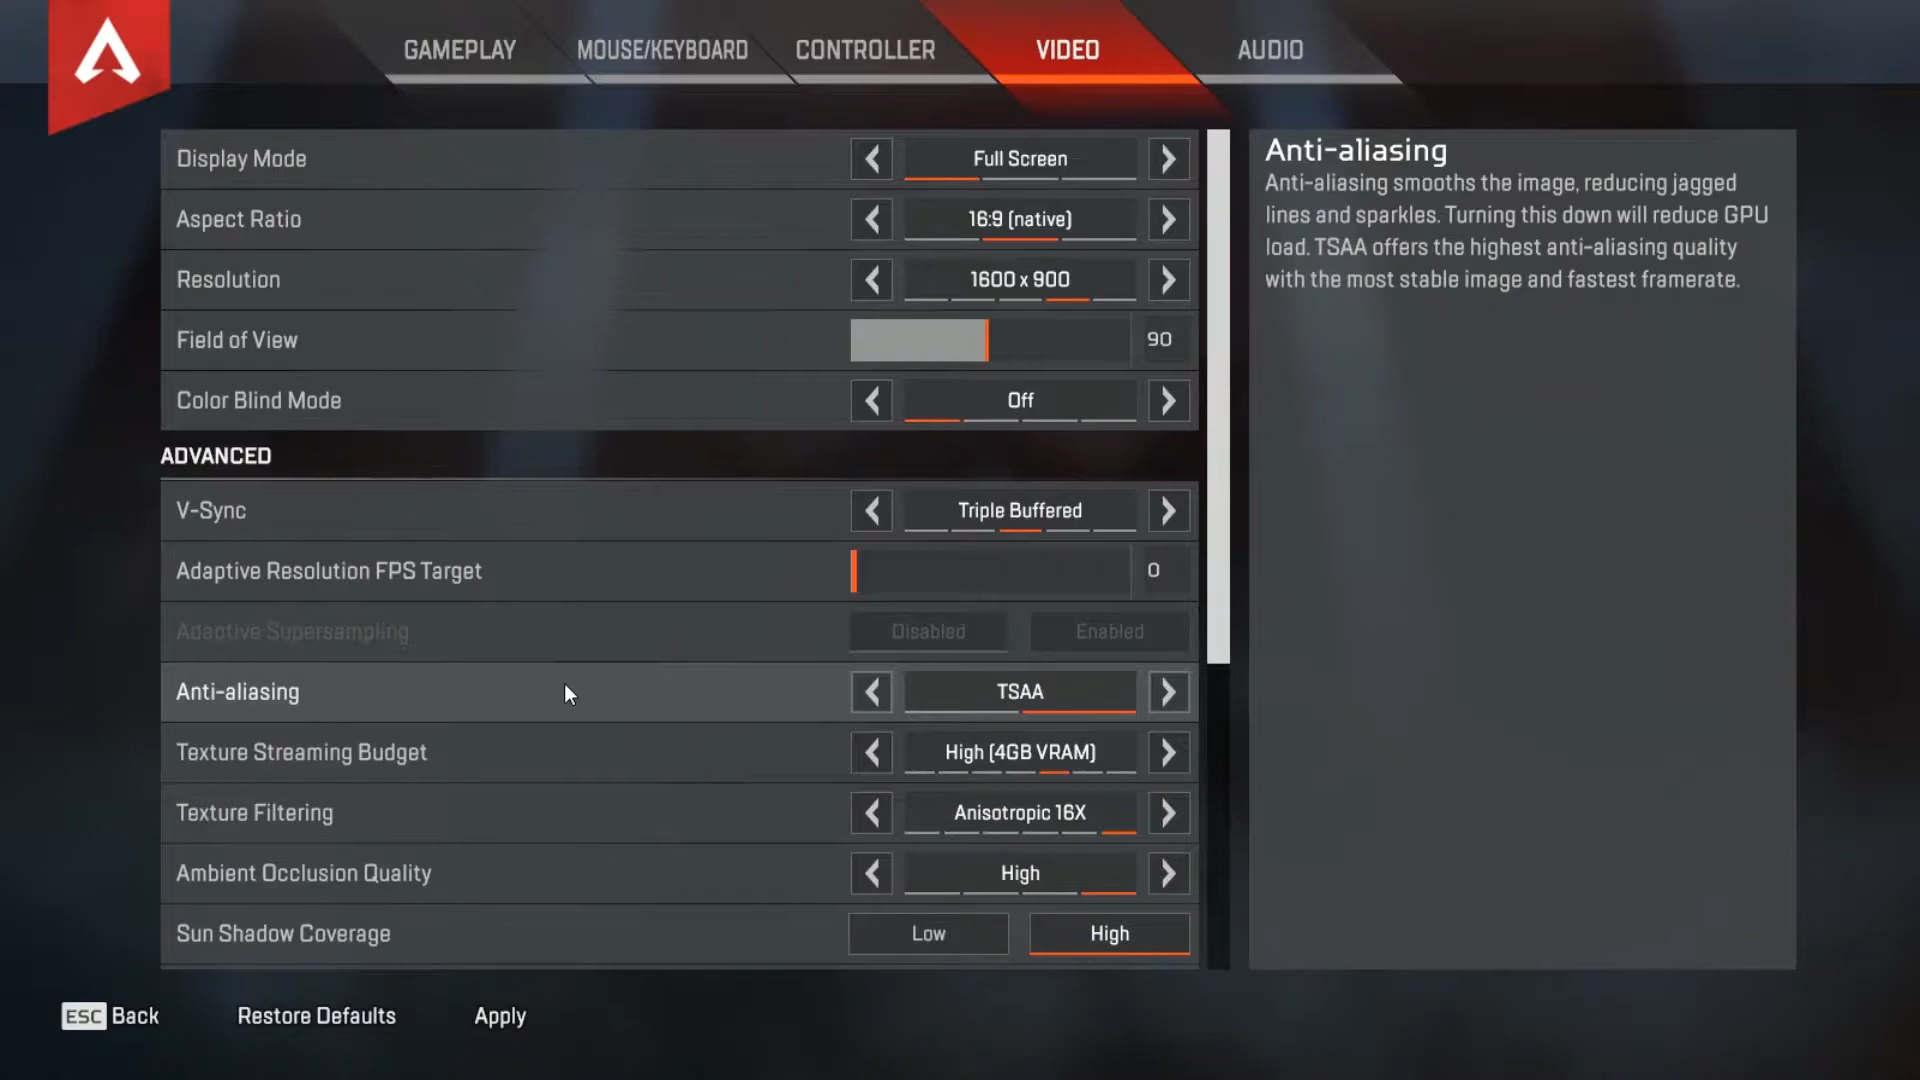 GAMEPLAY MOUSE/KEYBOARD CONTROLLER VIDEO AUDIO
Display Mode Full Screen
Aspect Ratio 16:9 (native)
Resolution 1600 x 900
Field of View 90
Color Blind Mode Off
ADVANCED
V-Sync Triple Buffered
Adaptive Resolution FPS Target 0
Adaptive Supersampling Disabled Enabled
Anti-aliasing TSAA
Texture Streaming Budget High (4GB VRAM)
Texture Filtering Anisotropic 16X
Ambient Occlusion Quality High
Sun Shadow Coverage Low High
Anti-aliasing
Anti-aliasing smooths the image, reducing jagged
lines and sparkles. Turning this down will reduce GPU
load. TSAA offers the highest anti-aliasing quality
with the most stable image and fastest framerate.
ESC Back Restore Defaults Apply